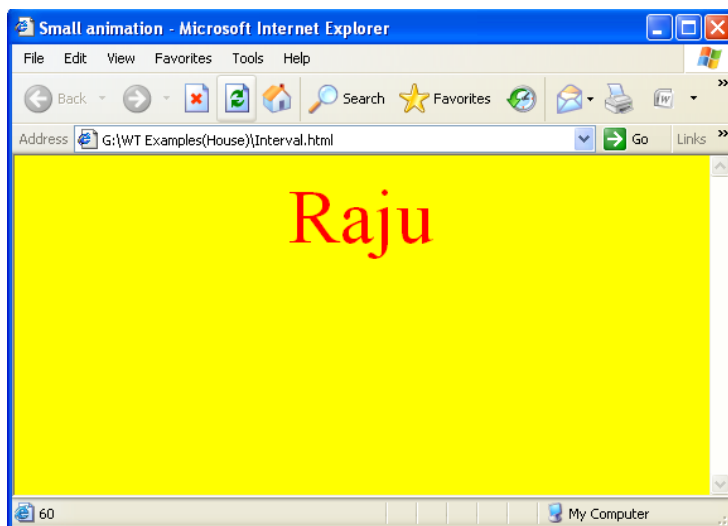 Small animation - Microsoft Internet Explorer
File Edit View Favorites Tools Help
Back Search Favorites W
Address G:\WT Examples(House)\Interval.html Go Links »
Raju
60 My Computer